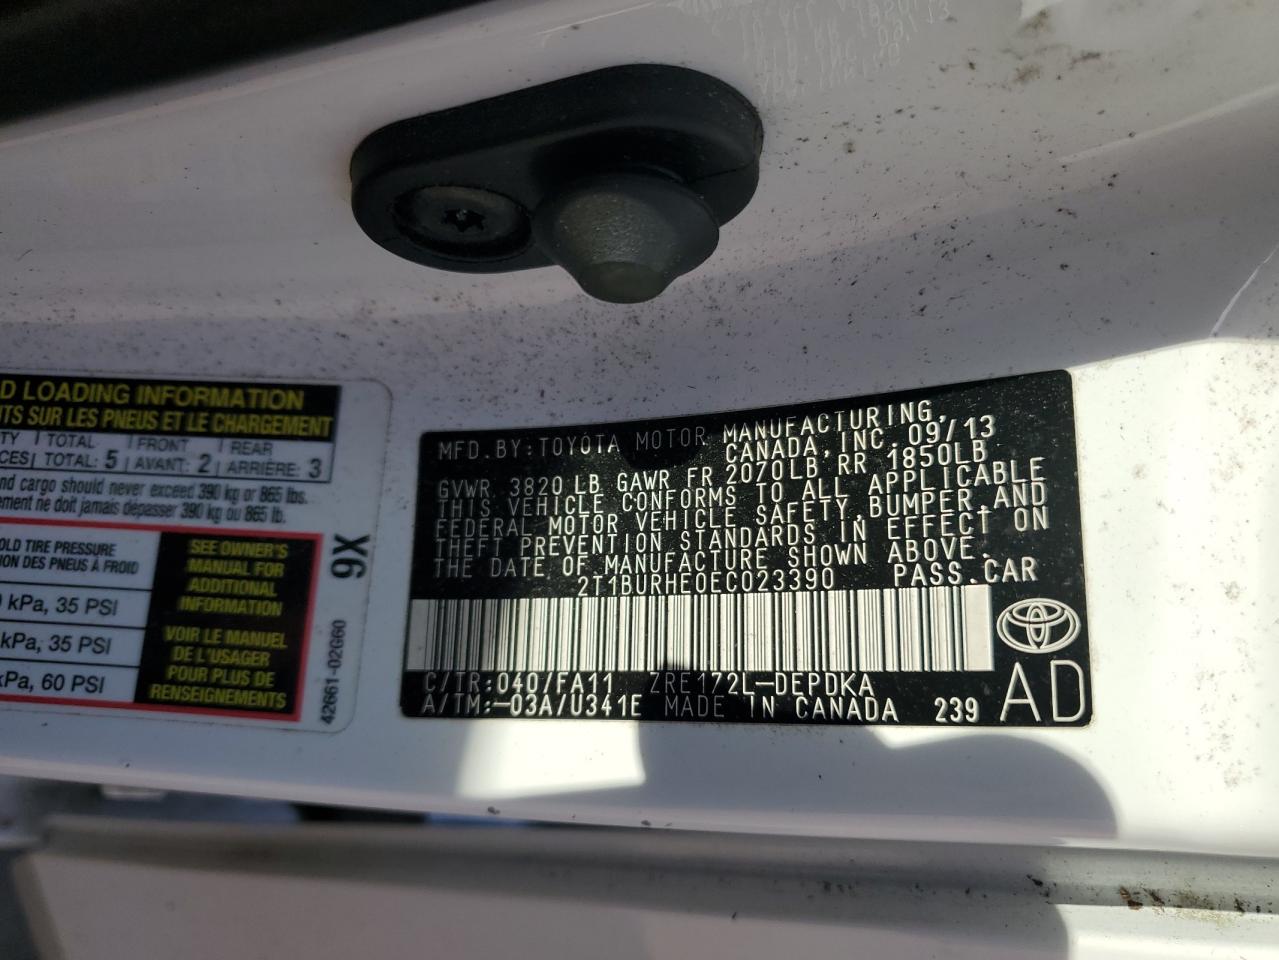 D LOADING INFORMATION
TS SUR LES PNEUS ET LE CHARGEMENT
TY TOTAL FRONT REAR
CES TOTAL: 5 AVANT: 2 ARRIÈRE: 3
nd cargo should never exceed 390 kg or 865 lbs.
ement ne doit jamais dépasser 390 kg ou 865 lb.
OLD TIRE PRESSURE
ION DES PNEUS À FROID
kPa, 35 PSI
kPa, 35 PSI
kPa, 60 PSI
SEE OWNER'S
MANUAL FOR
ADDITIONAL
INFORMATION
VOIR LE MANUEL
DE L'USAGER
POUR PLUS DE
RENSEIGNEMENTS
9X
42661-02G60
MFD.BY:TOYOTA MOTOR MANUFACTURING,
CANADA, INC. 09/13
GVWR 3820 LB GAWR FR 2070LB RR 1850LB
THIS VEHICLE CONFORMS TO ALL APPLICABLE
FEDERAL MOTOR VEHICLE SAFETY,BUMPER,AND
THEFT PREVENTION STANDARDS IN EFFECT ON
THE DATE OF MANUFACTURE SHOWN ABOVE.
2T1BURHE0EC023390 PASS.CAR
C/TR:040/FA11 ZRE172L-DEPDKA
A/TM:-03A/U341E MADE IN CANADA 239
AD